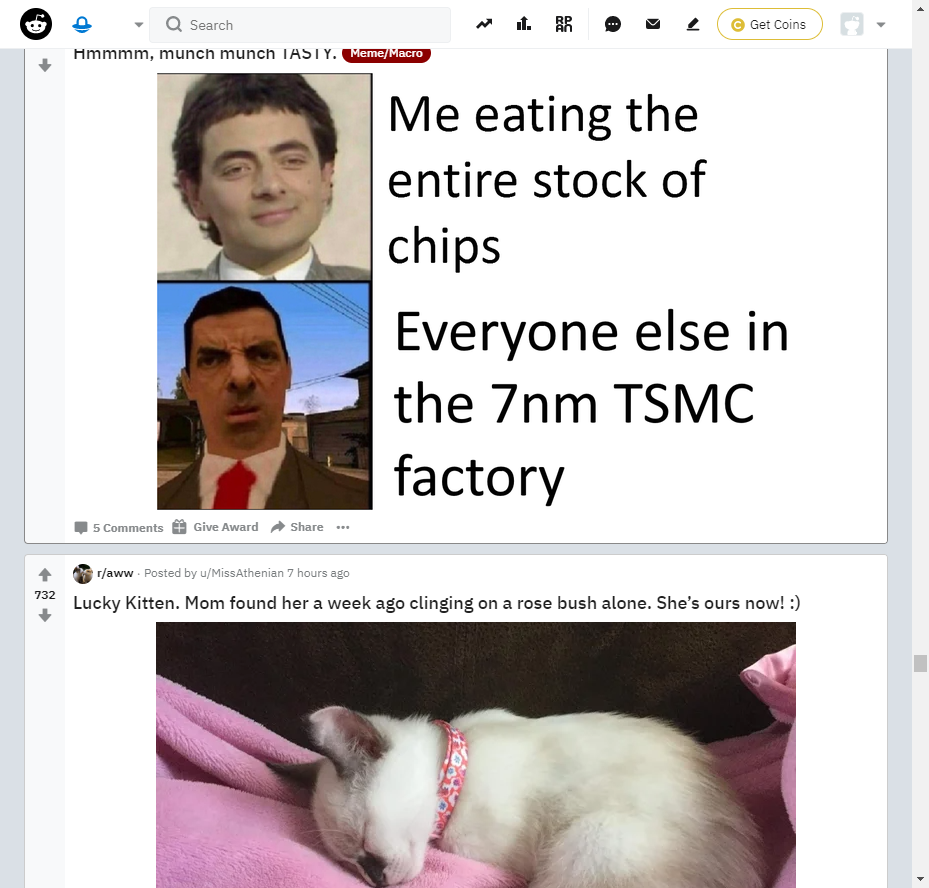 Search
Get Coins
Hmmmm, munch munch TASTY. Meme/Macro
Me eating the
entire stock of
chips
Everyone else in
the 7nm TSMC
factory
5 Comments Give Award Share
r/aww · Posted by u/MissAthenian 7 hours ago
732
Lucky Kitten. Mom found her a week ago clinging on a rose bush alone. She’s ours now! :)